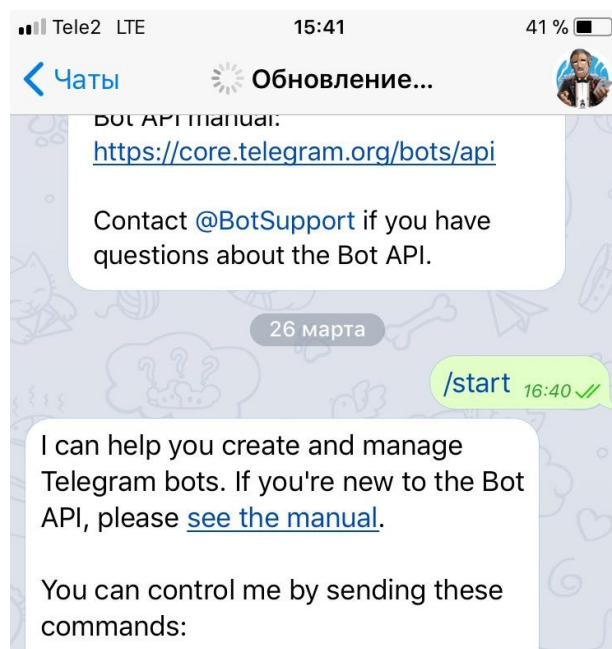 Tele2 LTE 15:41 41 %
Чаты Обновление...
Bot API manual:
https://core.telegram.org/bots/api
Contact @BotSupport if you have
questions about the Bot API.
26 марта
/start 16:40
I can help you create and manage
Telegram bots. If you're new to the Bot
API, please see the manual.
You can control me by sending these
commands: